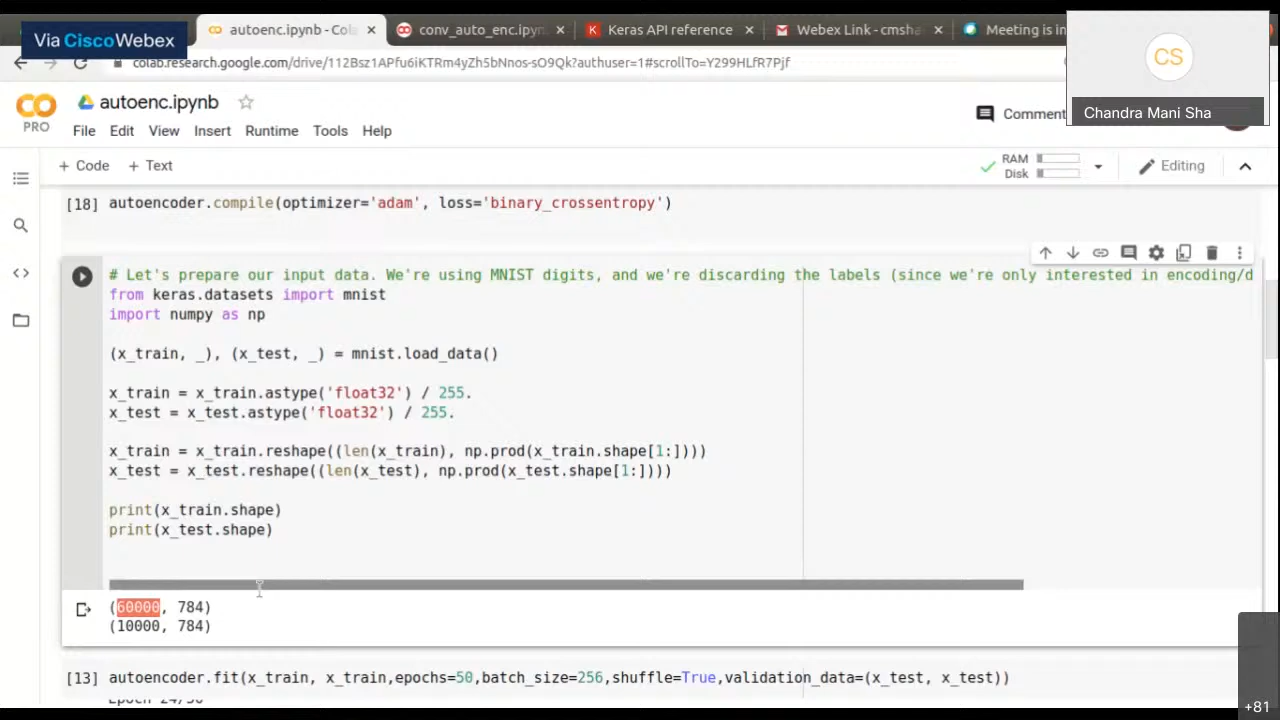 Via Cisco Webex
autoenc.ipynb - Cola
conv_auto_enc.ipynb
Keras API reference
Webex Link - cmsha
Meeting is in
colab.research.google.com/drive/112Bsz1APfu6iKTRm4yZh5bNnos-sO9Qk?authuser=1#scrollTo=Y299HLfR7Pjf
CS
Chandra Mani Sha
CO
PRO
autoenc.ipynb
Comment
File Edit View Insert Runtime Tools Help
+ Code + Text
RAM
Disk
Editing
[18] autoencoder.compile(optimizer='adam', loss='binary_crossentropy')
# Let's prepare our input data. We're using MNIST digits, and we're discarding the labels (since we're only interested in encoding/d
from keras.datasets import mnist
import numpy as np
(x_train, _), (x_test, _) = mnist.load_data()
x_train = x_train.astype('float32') / 255.
x_test = x_test.astype('float32') / 255.
x_train = x_train.reshape((len(x_train), np.prod(x_train.shape[1:])))
x_test = x_test.reshape((len(x_test), np.prod(x_test.shape[1:])))
print(x_train.shape)
print(x_test.shape)
(60000, 784)
(10000, 784)
[13] autoencoder.fit(x_train, x_train,epochs=50,batch_size=256,shuffle=True,validation_data=(x_test, x_test))
Epoch 24/50
+81